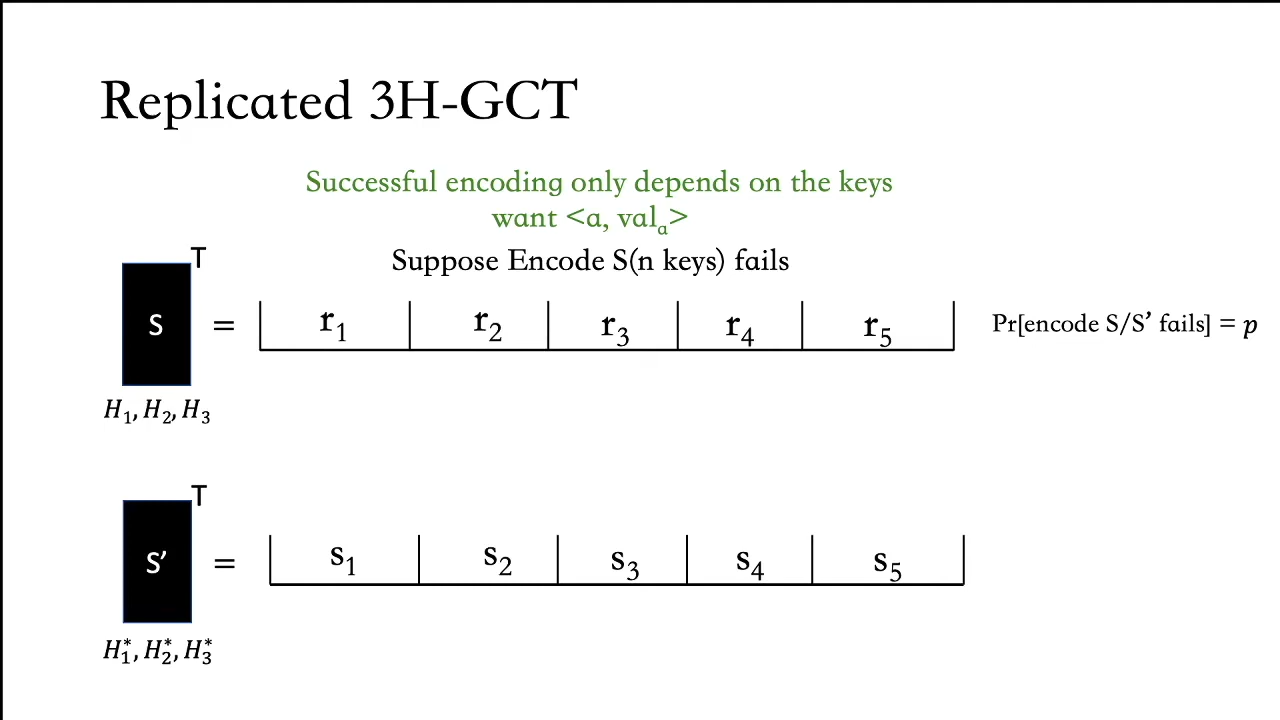 Replicated 3H-GCT
Successful encoding only depends on the keys
want <a, valₐ>
Suppose Encode S(n keys) fails
T
S = r₁ r₂ r₃ r₄ r₅ Pr[encode S/S’ fails] = p
H₁, H₂, H₃
T
S’ = s₁ s₂ s₃ s₄ s₅
H₁*, H₂*, H₃*